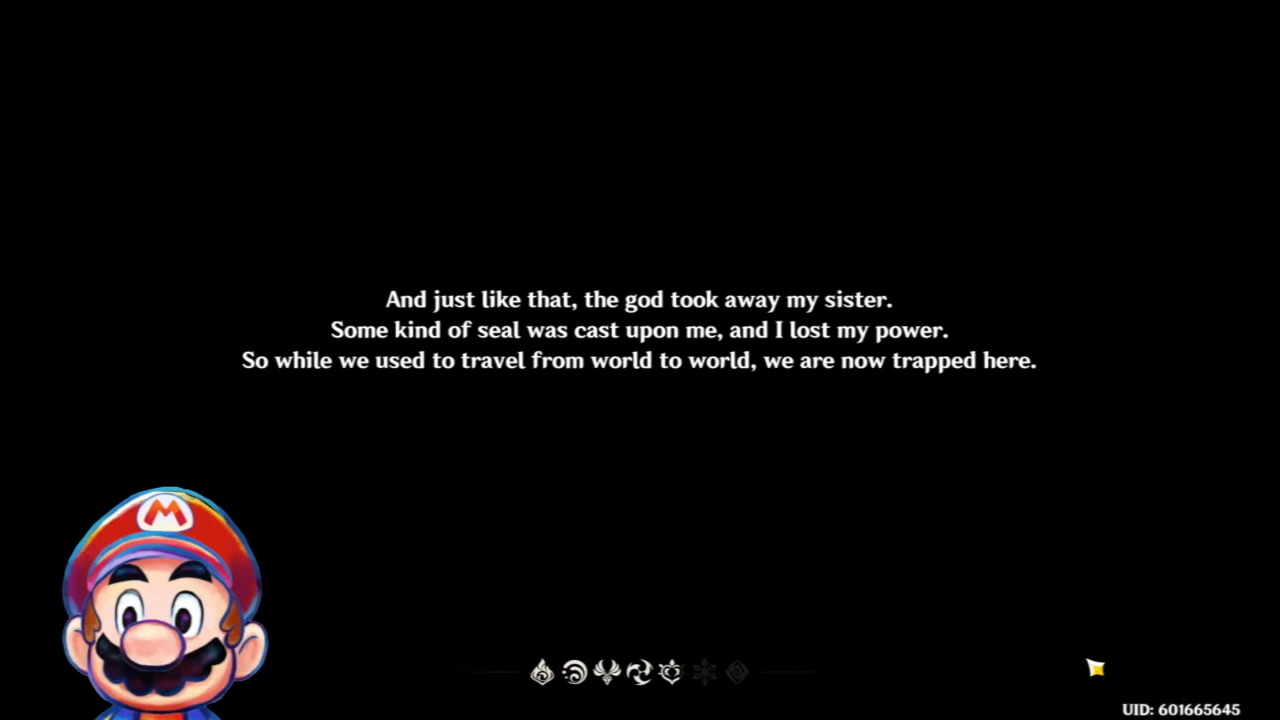 And just like that, the god took away my sister.
Some kind of seal was cast upon me, and I lost my power.
So while we used to travel from world to world, we are now trapped here.
M
UID: 601665645